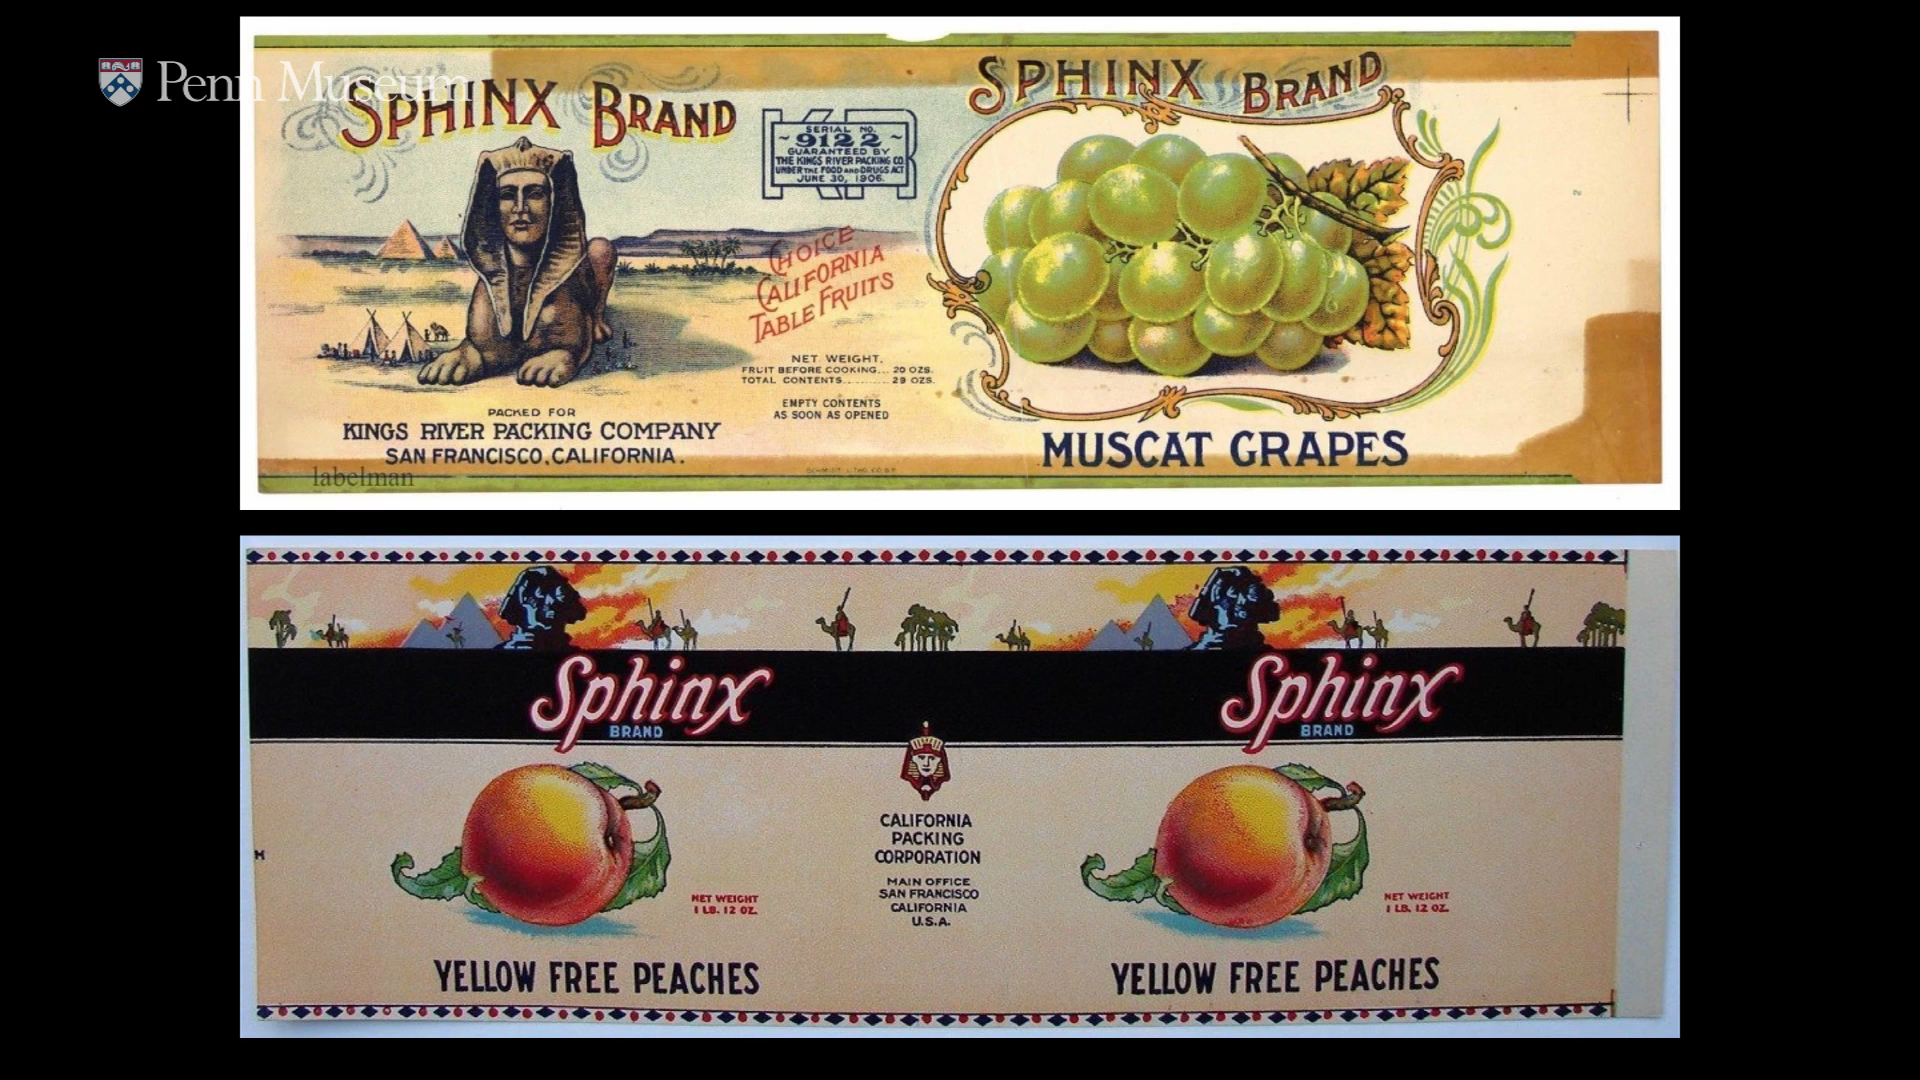 Penn Museum
SPHINX BRAND
SERIAL NO.
~ 9122 ~
GUARANTEED BY
THE KINGS RIVER PACKING CO.
UNDER THE FOOD AND DRUGS ACT
JUNE 30, 1906.
CHOICE
CALIFORNIA
TABLE FRUITS
NET WEIGHT.
FRUIT BEFORE COOKING... 20 OZS.
TOTAL CONTENTS........... 29 OZS.
EMPTY CONTENTS
AS SOON AS OPENED
PACKED FOR
KINGS RIVER PACKING COMPANY
SAN FRANCISCO, CALIFORNIA.
labelman
SPHINX BRAND
2
MUSCAT GRAPES
Sphinx
BRAND
NET WEIGHT
1 LB. 12 OZ.
YELLOW FREE PEACHES
CALIFORNIA
PACKING
CORPORATION
MAIN OFFICE
SAN FRANCISCO
CALIFORNIA
U.S.A.
Sphinx
BRAND
NET WEIGHT
1 LB. 12 OZ.
YELLOW FREE PEACHES